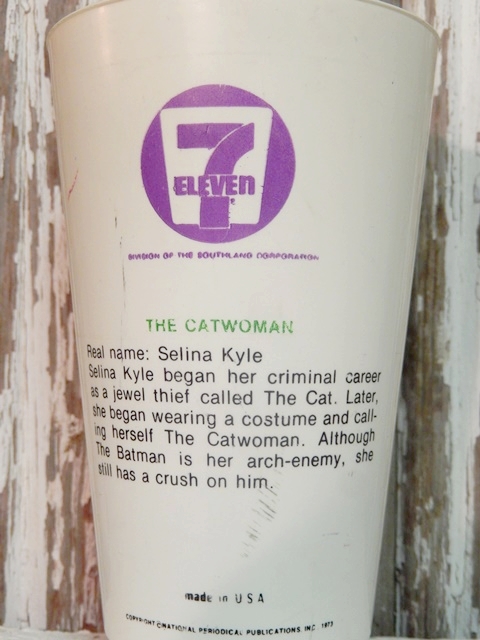 7
ELEVEN
DIVISION OF THE SOUTHLAND CORPORATION
THE CATWOMAN
Real name: Selina Kyle
Selina Kyle began her criminal career
as a jewel thief called The Cat. Later,
she began wearing a costume and call-
ing herself The Catwoman. Although
The Batman is her arch-enemy, she
still has a crush on him.
made in USA
COPYRIGHT © NATIONAL PERIODICAL PUBLICATIONS, INC. 1973